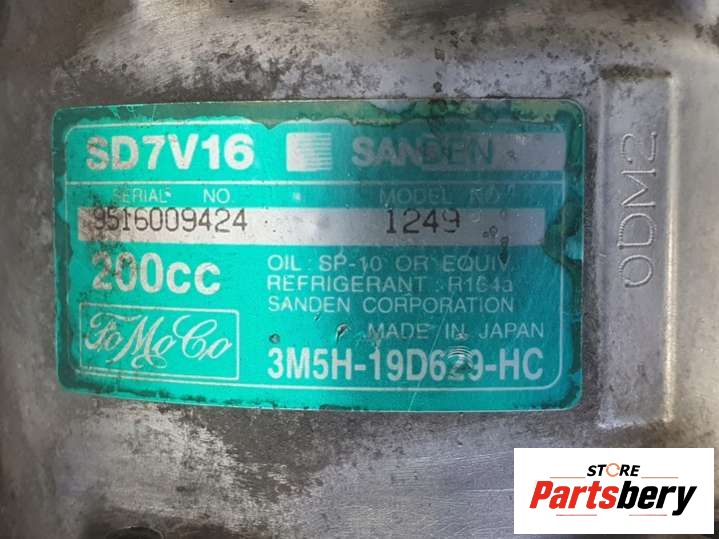 SD7V16 SANDEN
SERIAL NO MODEL NO
9516009424 1249
200cc OIL SP-10 OR EQUIV.
REFRIGERANT : R134a
SANDEN CORPORATION
FoMoCo MADE IN JAPAN
3M5H-19D629-HC
ODM2
STORE
Partsbery